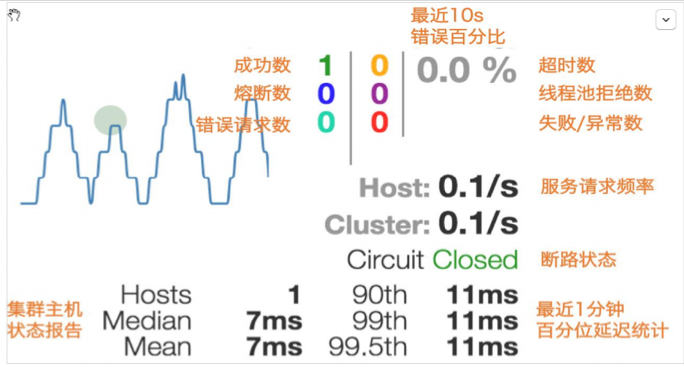 最近10s
错误百分比
成功数 1 0 0.0 % 超时数
熔断数 0 0 线程池拒绝数
错误请求数 0 0 失败/异常数
Host: 0.1/s 服务请求频率
Cluster: 0.1/s
Circuit Closed 断路状态
集群主机
状态报告
Hosts 1 90th 11ms
Median 7ms 99th 11ms
Mean 7ms 99.5th 11ms
最近1分钟
百分位延迟统计